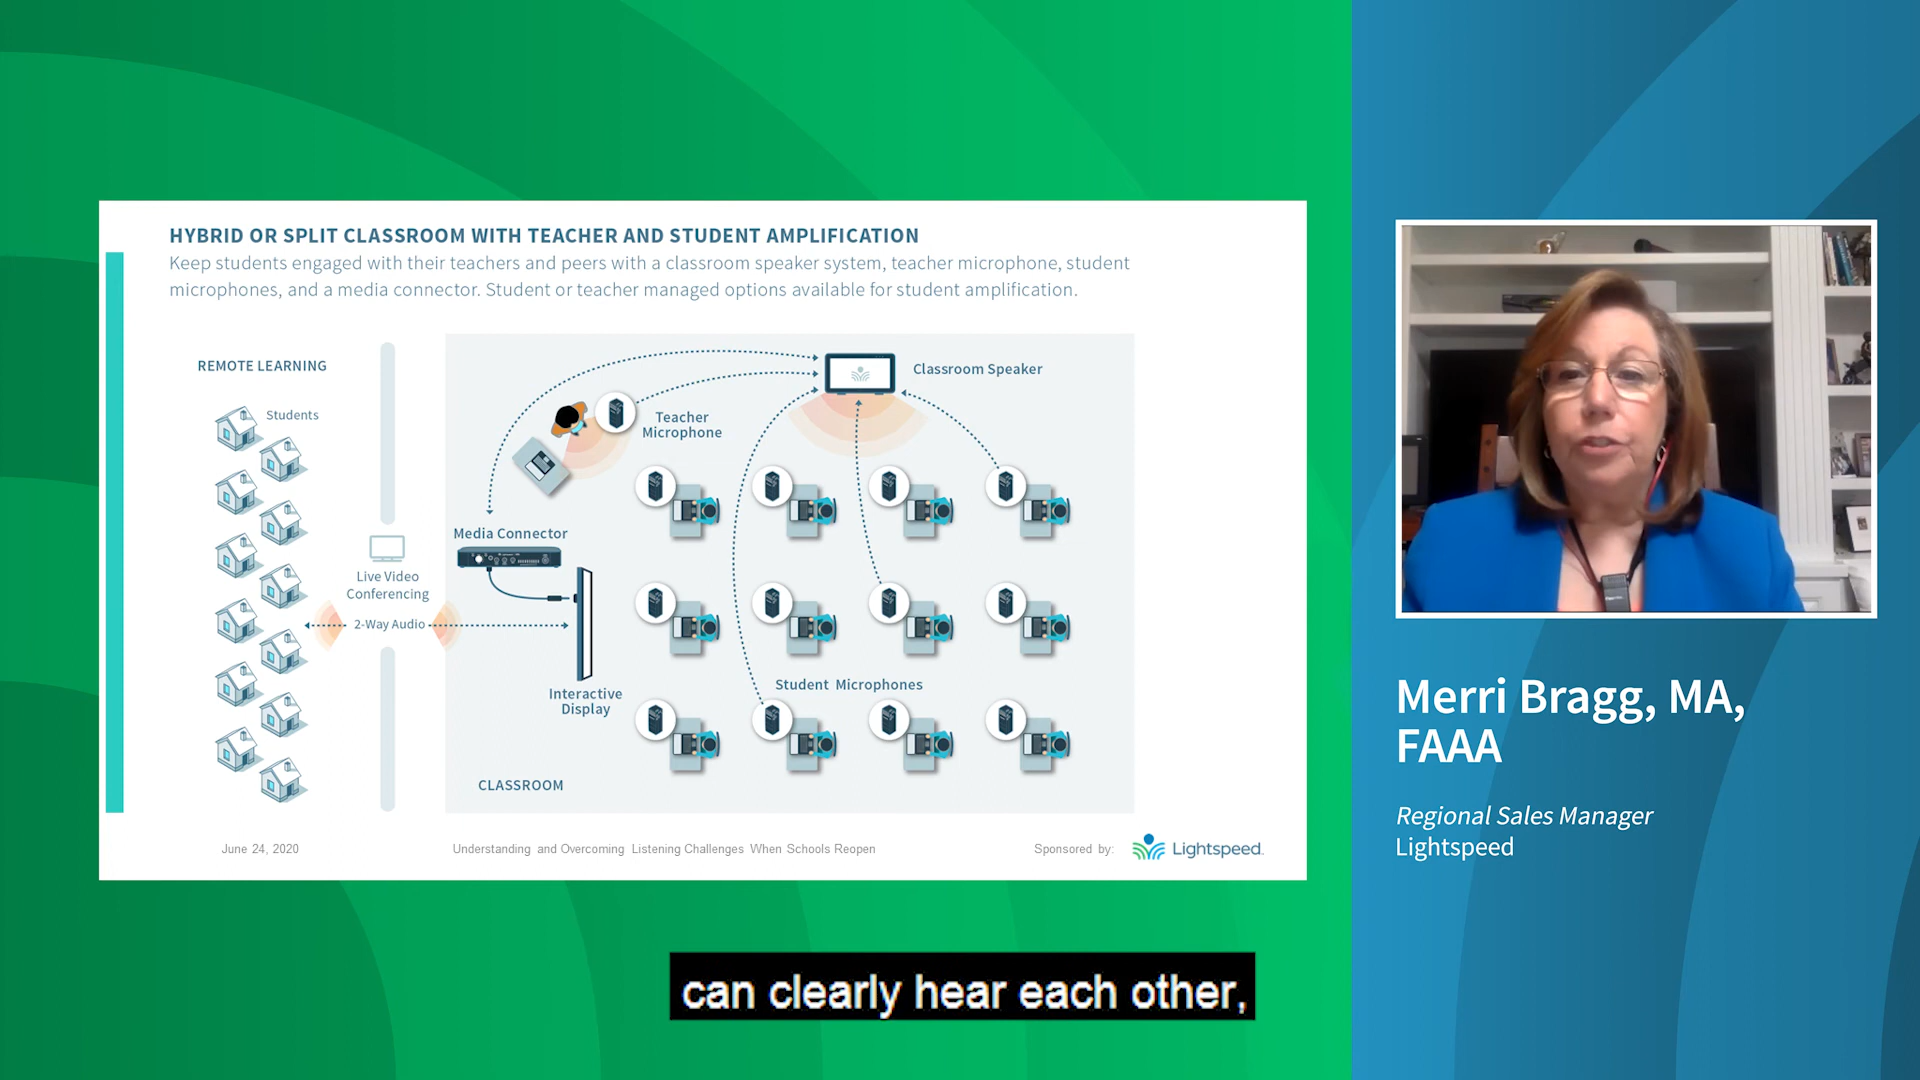 HYBRID OR SPLIT CLASSROOM WITH TEACHER AND STUDENT AMPLIFICATION
Keep students engaged with their teachers and peers with a classroom speaker system, teacher microphone, student
microphones, and a media connector. Student or teacher managed options available for student amplification.
REMOTE LEARNING
Students
Live Video
Conferencing
2-Way Audio
Teacher
Microphone
Classroom Speaker
Media Connector
Interactive
Display
Student Microphones
CLASSROOM
June 24, 2020
Understanding and Overcoming Listening Challenges When Schools Reopen
Sponsored by:
Lightspeed
Merri Bragg, MA,
FAAA
Regional Sales Manager
Lightspeed
can clearly hear each other,